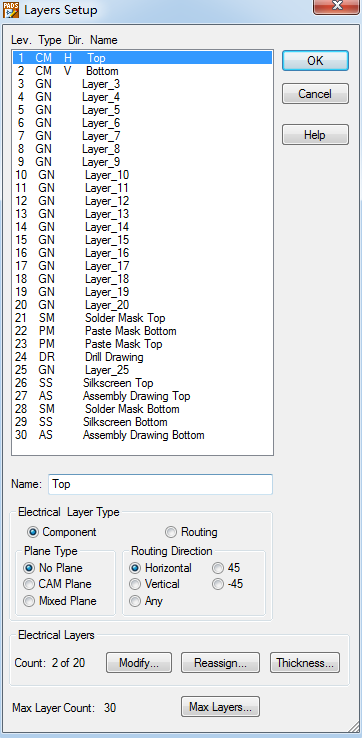 PADS
Layers Setup
Lev. Type Dir. Name
1 CM H Top
2 CM V Bottom
3 GN Layer_3
4 GN Layer_4
5 GN Layer_5
6 GN Layer_6
7 GN Layer_7
8 GN Layer_8
9 GN Layer_9
10 GN Layer_10
11 GN Layer_11
12 GN Layer_12
13 GN Layer_13
14 GN Layer_14
15 GN Layer_15
16 GN Layer_16
17 GN Layer_17
18 GN Layer_18
19 GN Layer_19
20 GN Layer_20
21 SM Solder Mask Top
22 PM Paste Mask Bottom
23 PM Paste Mask Top
24 DR Drill Drawing
25 GN Layer_25
26 SS Silkscreen Top
27 AS Assembly Drawing Top
28 SM Solder Mask Bottom
29 SS Silkscreen Bottom
30 AS Assembly Drawing Bottom
OK
Cancel
Help
Name: Top
Electrical Layer Type
Component Routing
Plane Type
No Plane
CAM Plane
Mixed Plane
Routing Direction
Horizontal 45
Vertical -45
Any
Electrical Layers
Count: 2 of 20 Modify... Reassign... Thickness...
Max Layer Count: 30 Max Layers...